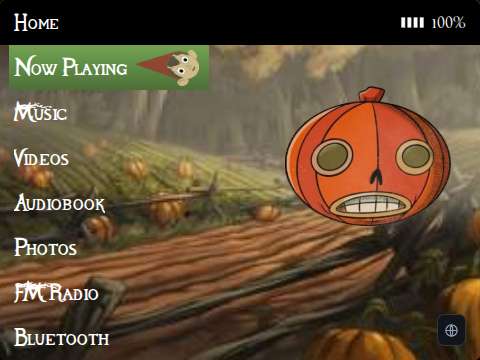 Home
100%
Now Playing
Music
Videos
Audiobook
Photos
FM Radio
Bluetooth